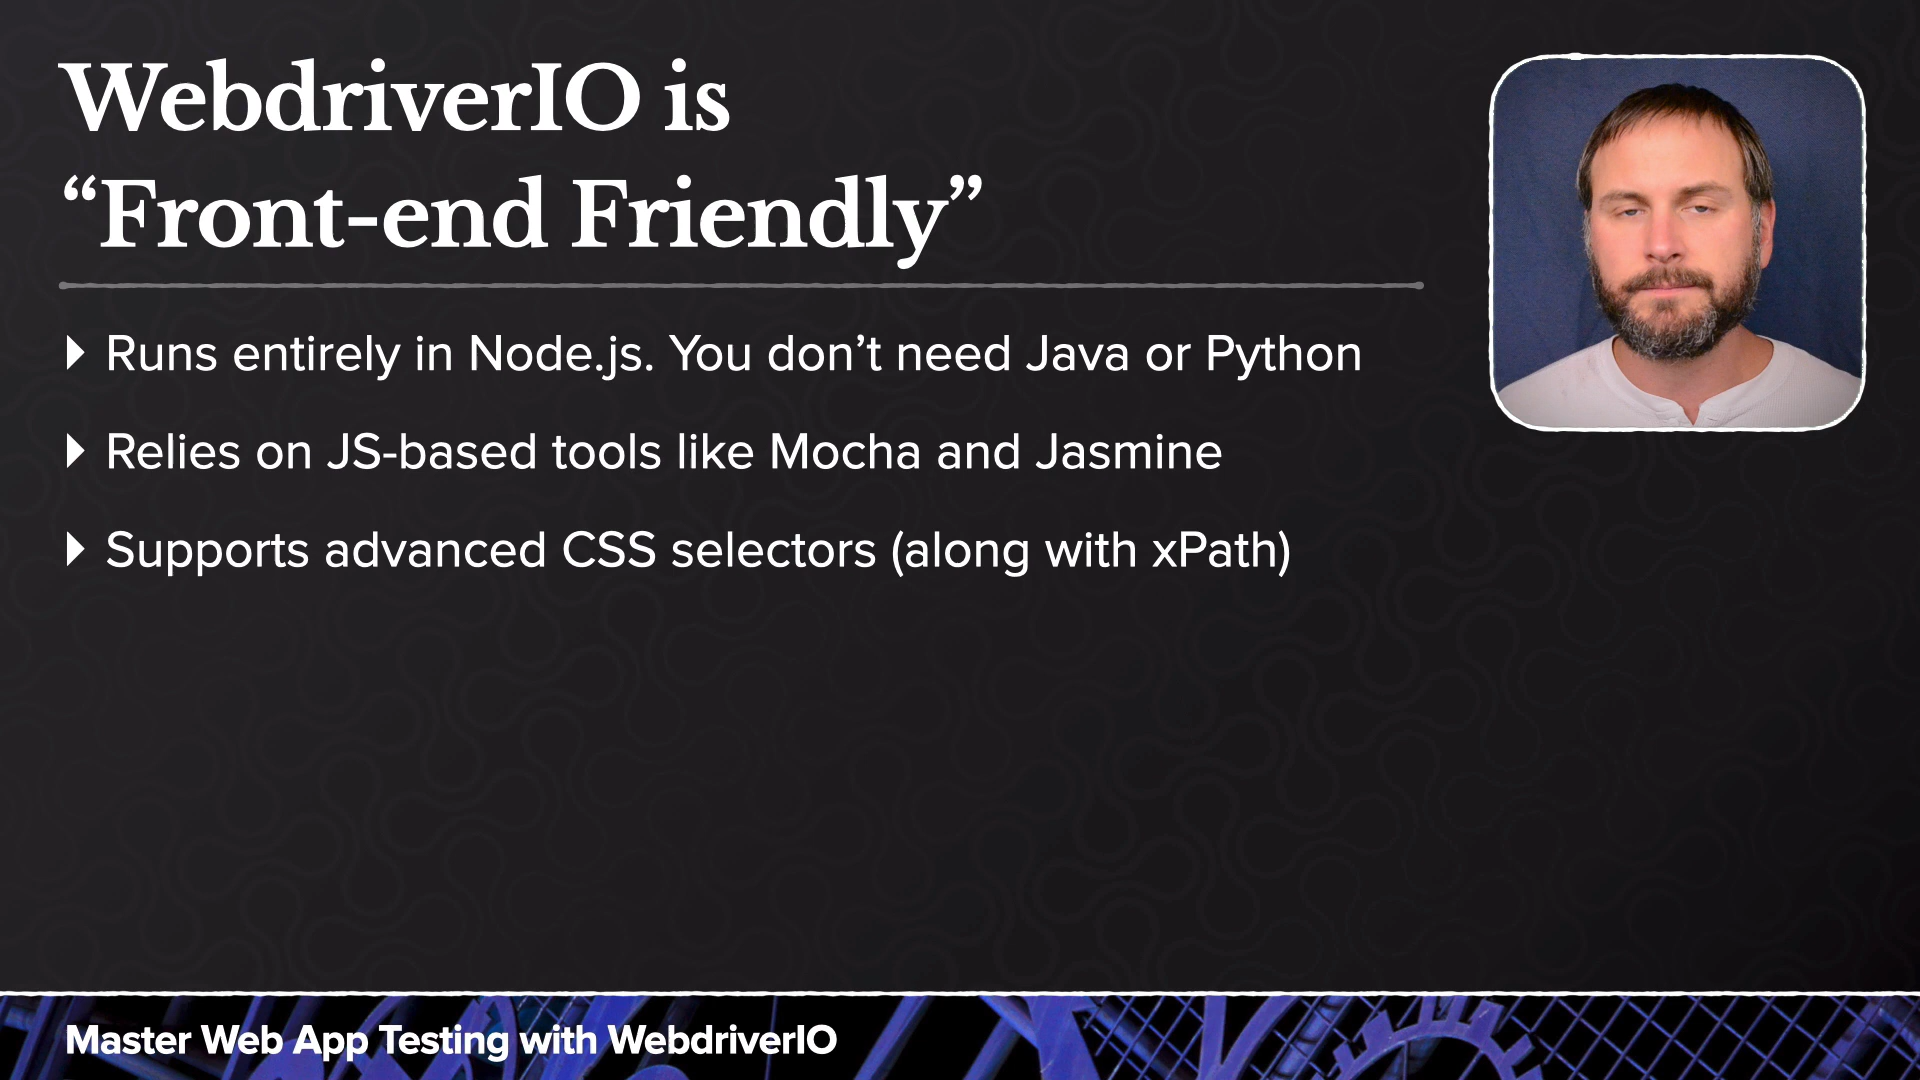 WebdriverIO is
“Front-end Friendly”
Runs entirely in Node.js. You don’t need Java or Python
Relies on JS-based tools like Mocha and Jasmine
Supports advanced CSS selectors (along with xPath)
Master Web App Testing with WebdriverIO